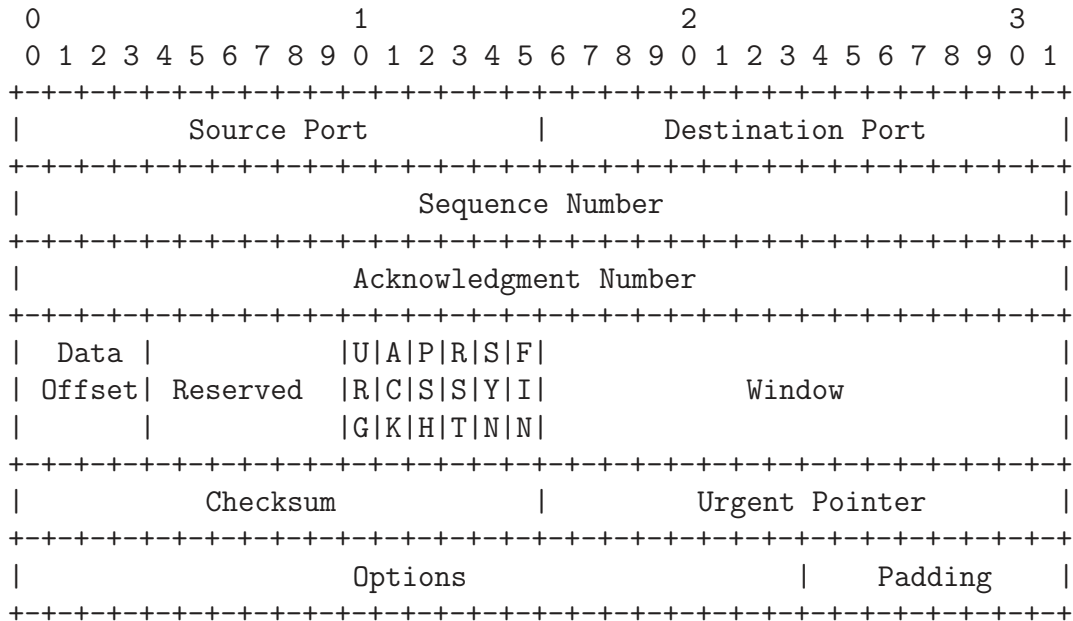 0                   1                   2                   3
 0 1 2 3 4 5 6 7 8 9 0 1 2 3 4 5 6 7 8 9 0 1 2 3 4 5 6 7 8 9 0 1
+-+-+-+-+-+-+-+-+-+-+-+-+-+-+-+-+-+-+-+-+-+-+-+-+-+-+-+-+-+-+-+-+
|          Source Port          |       Destination Port        |
+-+-+-+-+-+-+-+-+-+-+-+-+-+-+-+-+-+-+-+-+-+-+-+-+-+-+-+-+-+-+-+-+
|                        Sequence Number                        |
+-+-+-+-+-+-+-+-+-+-+-+-+-+-+-+-+-+-+-+-+-+-+-+-+-+-+-+-+-+-+-+-+
|                    Acknowledgment Number                      |
+-+-+-+-+-+-+-+-+-+-+-+-+-+-+-+-+-+-+-+-+-+-+-+-+-+-+-+-+-+-+-+-+
|  Data |           |U|A|P|R|S|F|                               |
| Offset| Reserved  |R|C|S|S|Y|I|            Window             |
|       |           |G|K|H|T|N|N|                               |
+-+-+-+-+-+-+-+-+-+-+-+-+-+-+-+-+-+-+-+-+-+-+-+-+-+-+-+-+-+-+-+-+
|           Checksum            |         Urgent Pointer        |
+-+-+-+-+-+-+-+-+-+-+-+-+-+-+-+-+-+-+-+-+-+-+-+-+-+-+-+-+-+-+-+-+
|                    Options                    |    Padding    |
+-+-+-+-+-+-+-+-+-+-+-+-+-+-+-+-+-+-+-+-+-+-+-+-+-+-+-+-+-+-+-+-+